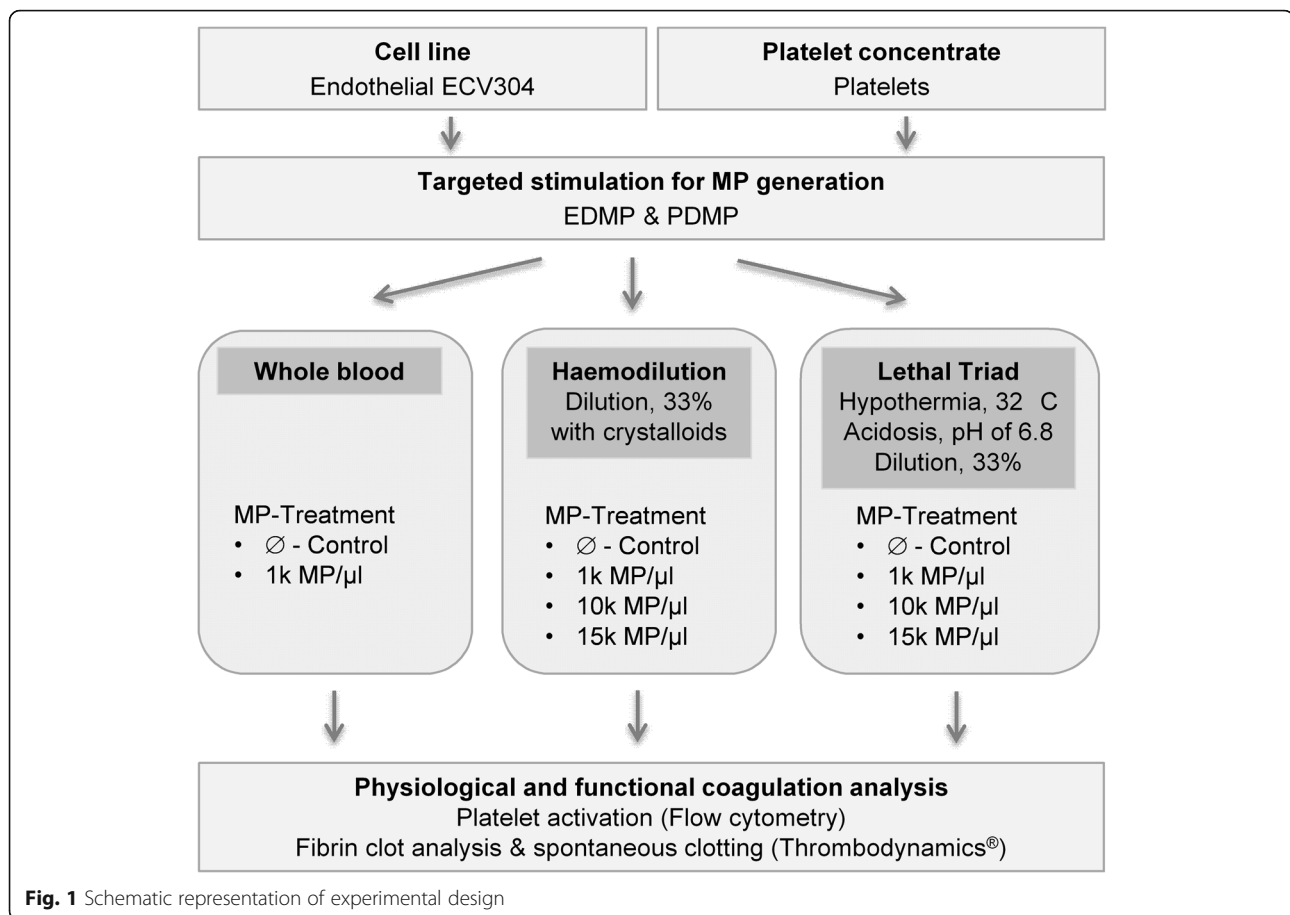 Cell line
Endothelial ECV304
Platelet concentrate
Platelets
Targeted stimulation for MP generation
EDMP & PDMP
Whole blood
MP-Treatment
• ∅ - Control
• 1k MP/µl
Haemodilution
Dilution, 33%
with crystalloids
MP-Treatment
• ∅ - Control
• 1k MP/µl
• 10k MP/µl
• 15k MP/µl
Lethal Triad
Hypothermia, 32 C
Acidosis, pH of 6.8
Dilution, 33%
MP-Treatment
• ∅ - Control
• 1k MP/µl
• 10k MP/µl
• 15k MP/µl
Physiological and functional coagulation analysis
Platelet activation (Flow cytometry)
Fibrin clot analysis & spontaneous clotting (Thrombodynamics®)
Fig. 1 Schematic representation of experimental design